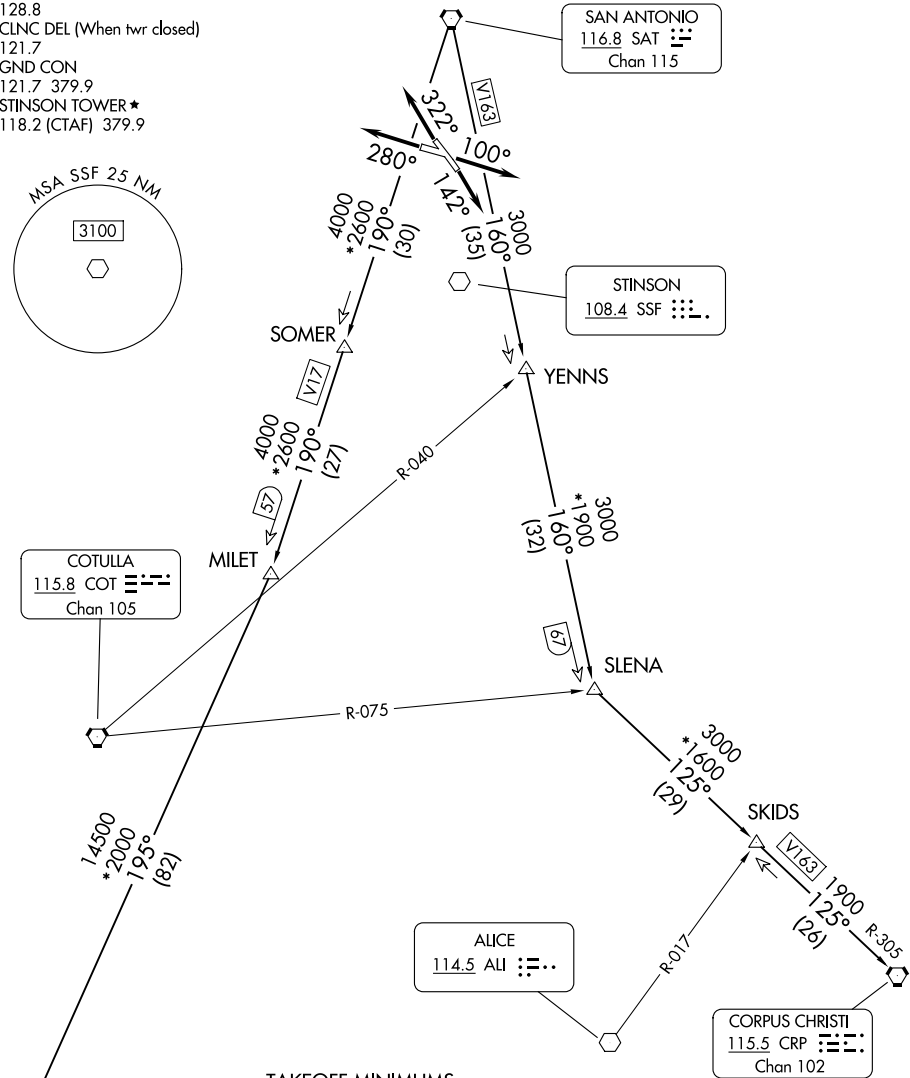 128.8
CLNC DEL (When twr closed)
121.7
GND CON
121.7 379.9
STINSON TOWER★
118.2 (CTAF) 379.9
SAN ANTONIO
116.8 SAT
Chan 115
V163
322°
100°
280°
142°
MSA SSF 25 NM
3100
4000
*2600
190°
(30)
3000
160°
(35)
STINSON
108.4 SSF
SOMER
YENNS
V17
4000
*2600
190°
(27)
R-040
57
3000
*1900
160°
(32)
COTULLA
115.8 COT
Chan 105
MILET
67
SLENA
R-075
3000
*1600
125°
(29)
SKIDS
14500
*2000
195°
(82)
V163
1900
125°
(26)
R-305
ALICE
114.5 ALI
R-017
CORPUS CHRISTI
115.5 CRP
Chan 102
TAKEOFF MINIMUMS